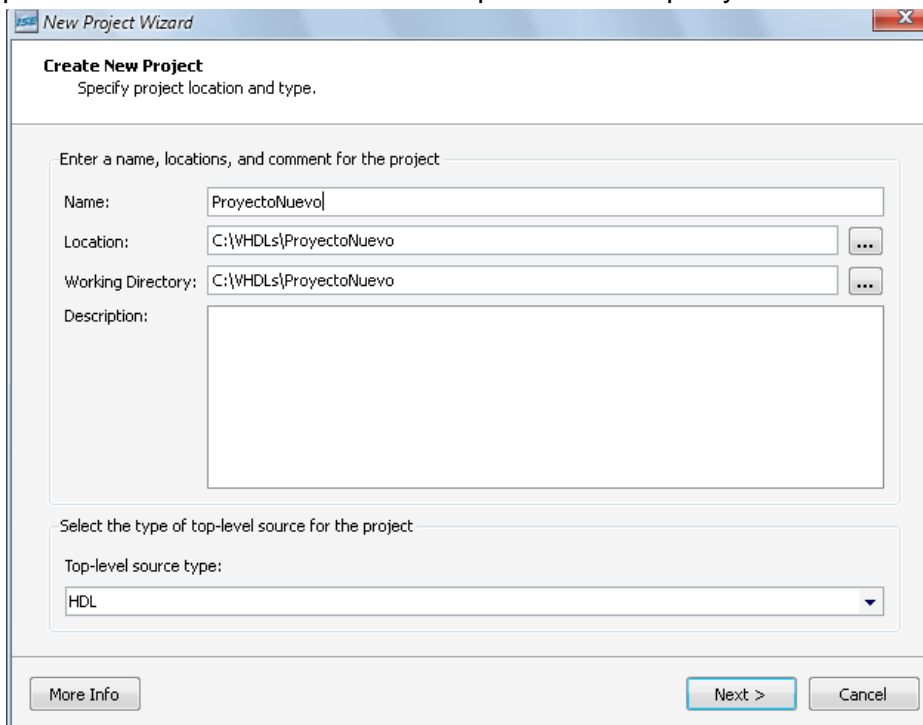 ISE New Project Wizard
Create New Project
Specify project location and type.
Enter a name, locations, and comment for the project
Name: ProyectoNuevo
Location: C:\VHDLs\ProyectoNuevo ...
Working Directory: C:\VHDLs\ProyectoNuevo ...
Description:
Select the type of top-level source for the project
Top-level source type:
HDL
More Info Next > Cancel